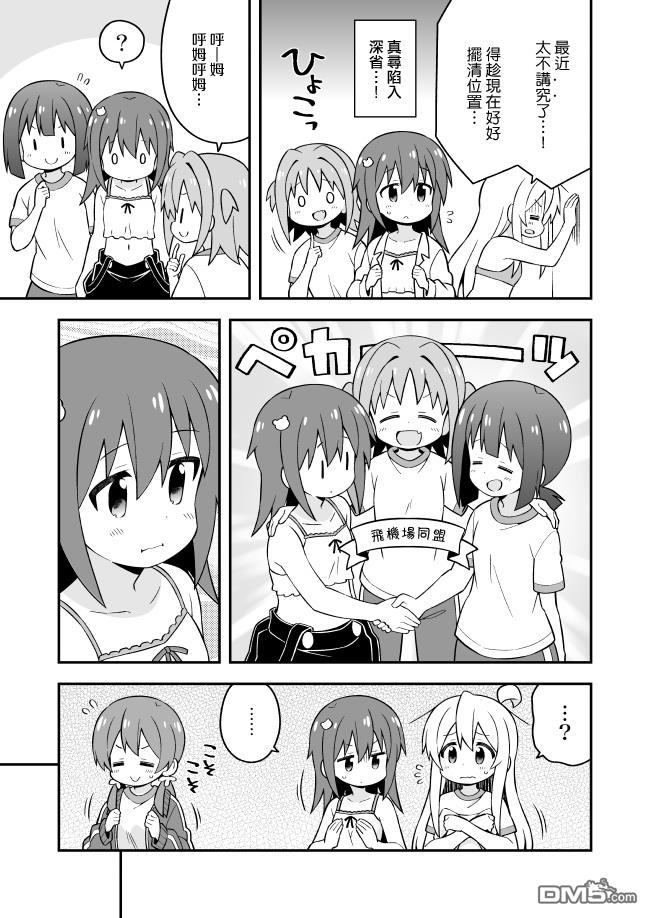 最近..
太不講究了…!
得趁現在好好
擺清位置…
真尋陷入
深省…!
ひょこっ
呼—姆
呼姆呼姆…
?
ペカーーッ
飛機場同盟
…?
……
こそこそ
DM5.com